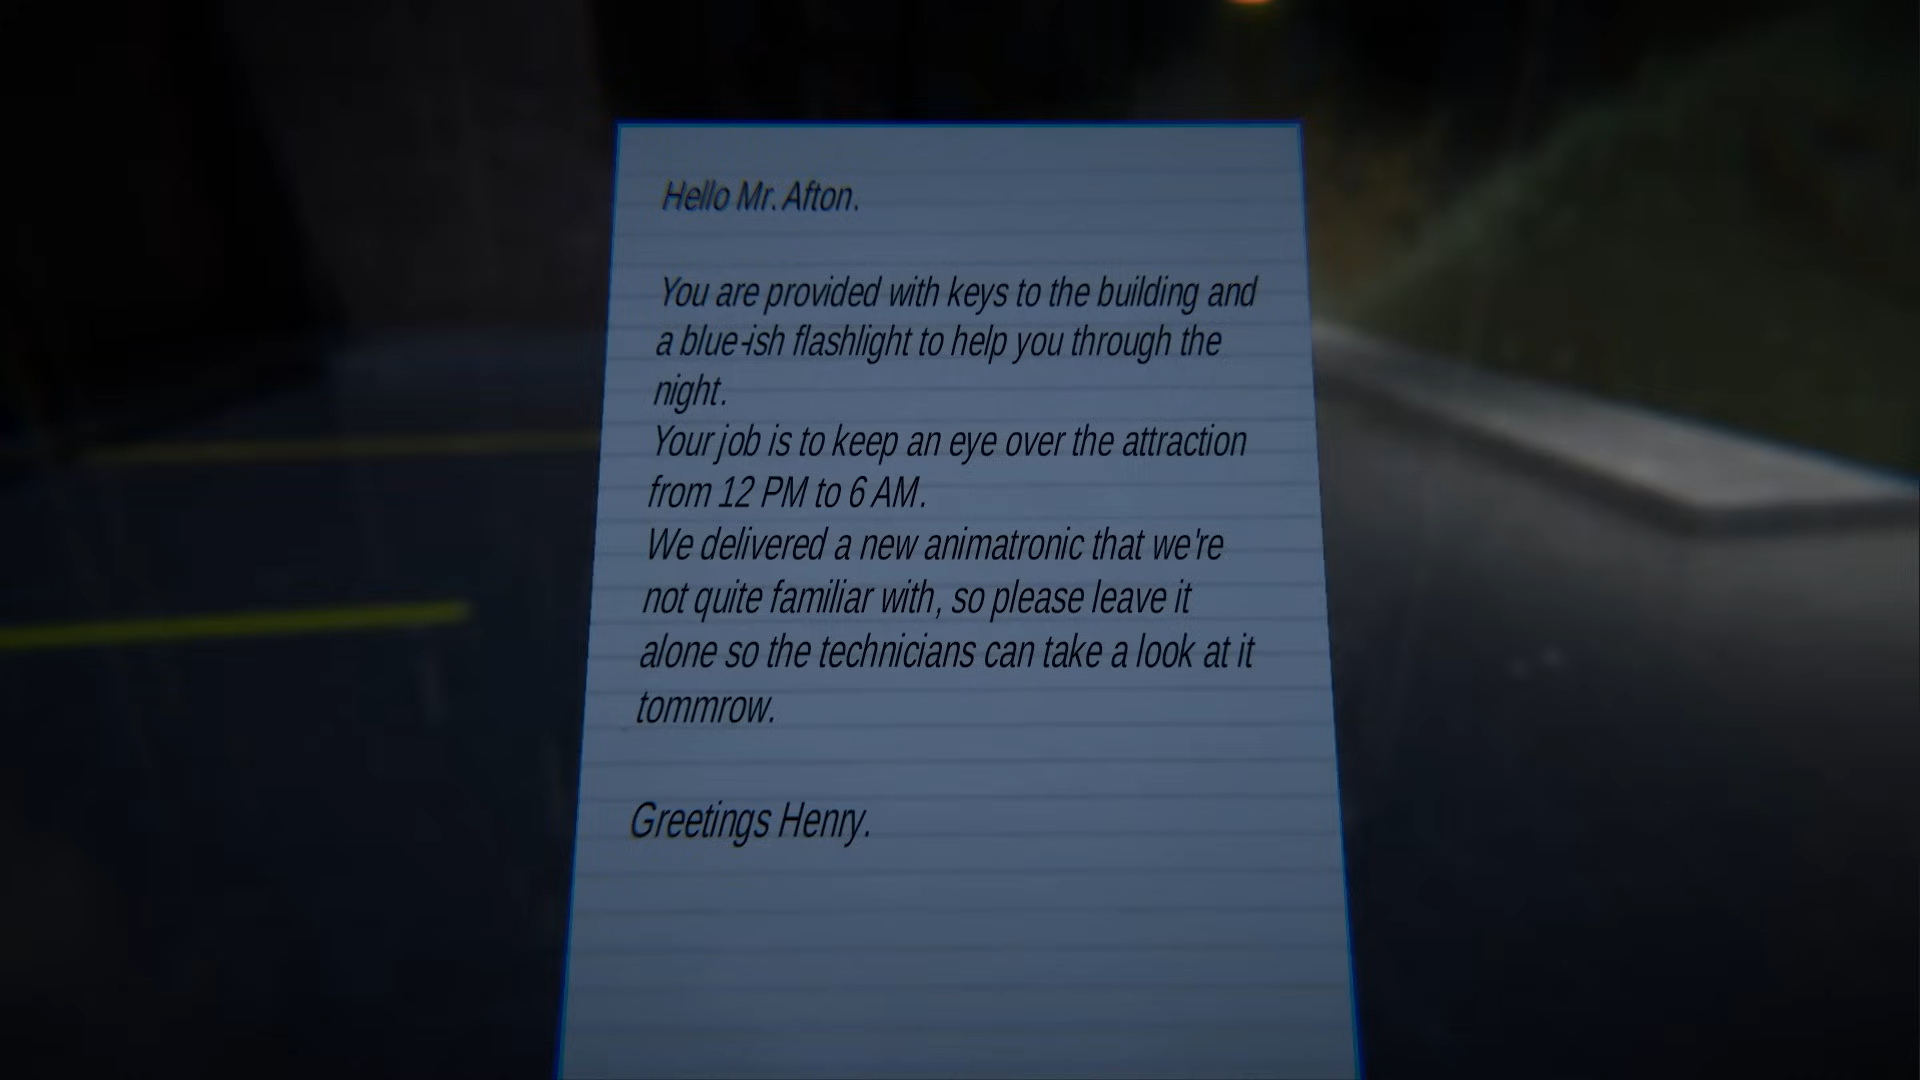 Hello Mr. Afton.
You are provided with keys to the building and
a blue-ish flashlight to help you through the
night.
Your job is to keep an eye over the attraction
from 12 PM to 6 AM.
We delivered a new animatronic that we're
not quite familiar with, so please leave it
alone so the technicians can take a look at it
tommrow.
Greetings Henry.